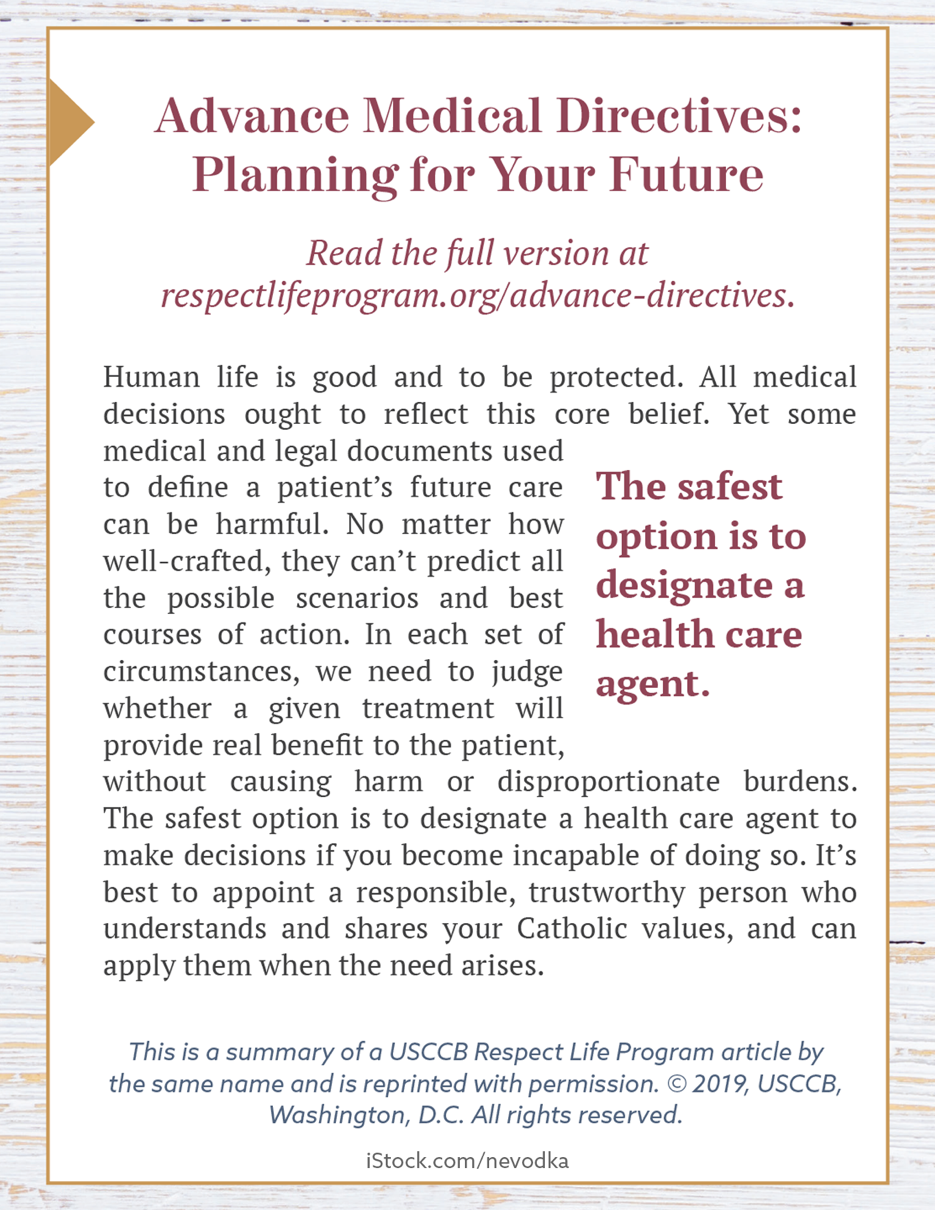 Advance Medical Directives:
Planning for Your Future
Read the full version at
respectlifeprogram.org/advance-directives.
Human life is good and to be protected. All medical
decisions ought to reflect this core belief. Yet some
medical and legal documents used
to define a patient’s future care
can be harmful. No matter how
well-crafted, they can’t predict all
the possible scenarios and best
courses of action. In each set of
circumstances, we need to judge
whether a given treatment will
provide real benefit to the patient,
The safest
option is to
designate a
health care
agent.
without causing harm or disproportionate burdens.
The safest option is to designate a health care agent to
make decisions if you become incapable of doing so. It’s
best to appoint a responsible, trustworthy person who
understands and shares your Catholic values, and can
apply them when the need arises.
This is a summary of a USCCB Respect Life Program article by
the same name and is reprinted with permission. © 2019, USCCB,
Washington, D.C. All rights reserved.
iStock.com/nevodka